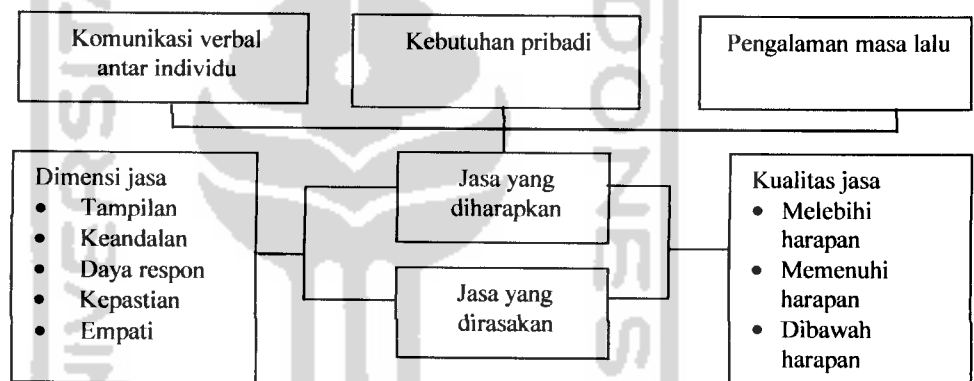 Komunikasi verbal
antar individu
Kebutuhan pribadi
Pengalaman masa lalu
Dimensi jasa
• Tampilan
• Keandalan
• Daya respon
• Kepastian
• Empati
Jasa yang
diharapkan
Jasa yang
dirasakan
Kualitas jasa
• Melebihi
harapan
• Memenuhi
harapan
• Dibawah
harapan